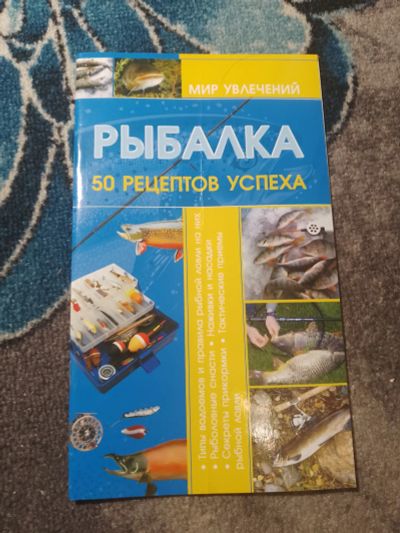 МИР УВЛЕЧЕНИЙ
РЫБАЛКА
50 РЕЦЕПТОВ УСПЕХА
• Типы водоемов и правила рыбной ловли на них
• Рыболовные снасти • Наживки и насадки
• Секреты прикормки • Тактические приемы
рыбной ловли